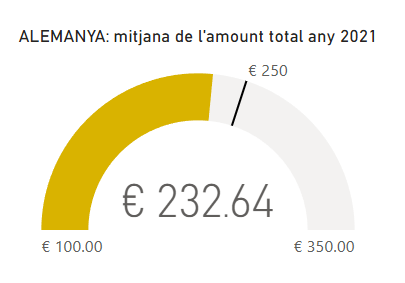 ALEMANYA: mitjana de l'amount total any 2021
€ 250
€ 232.64
€ 100.00
€ 350.00